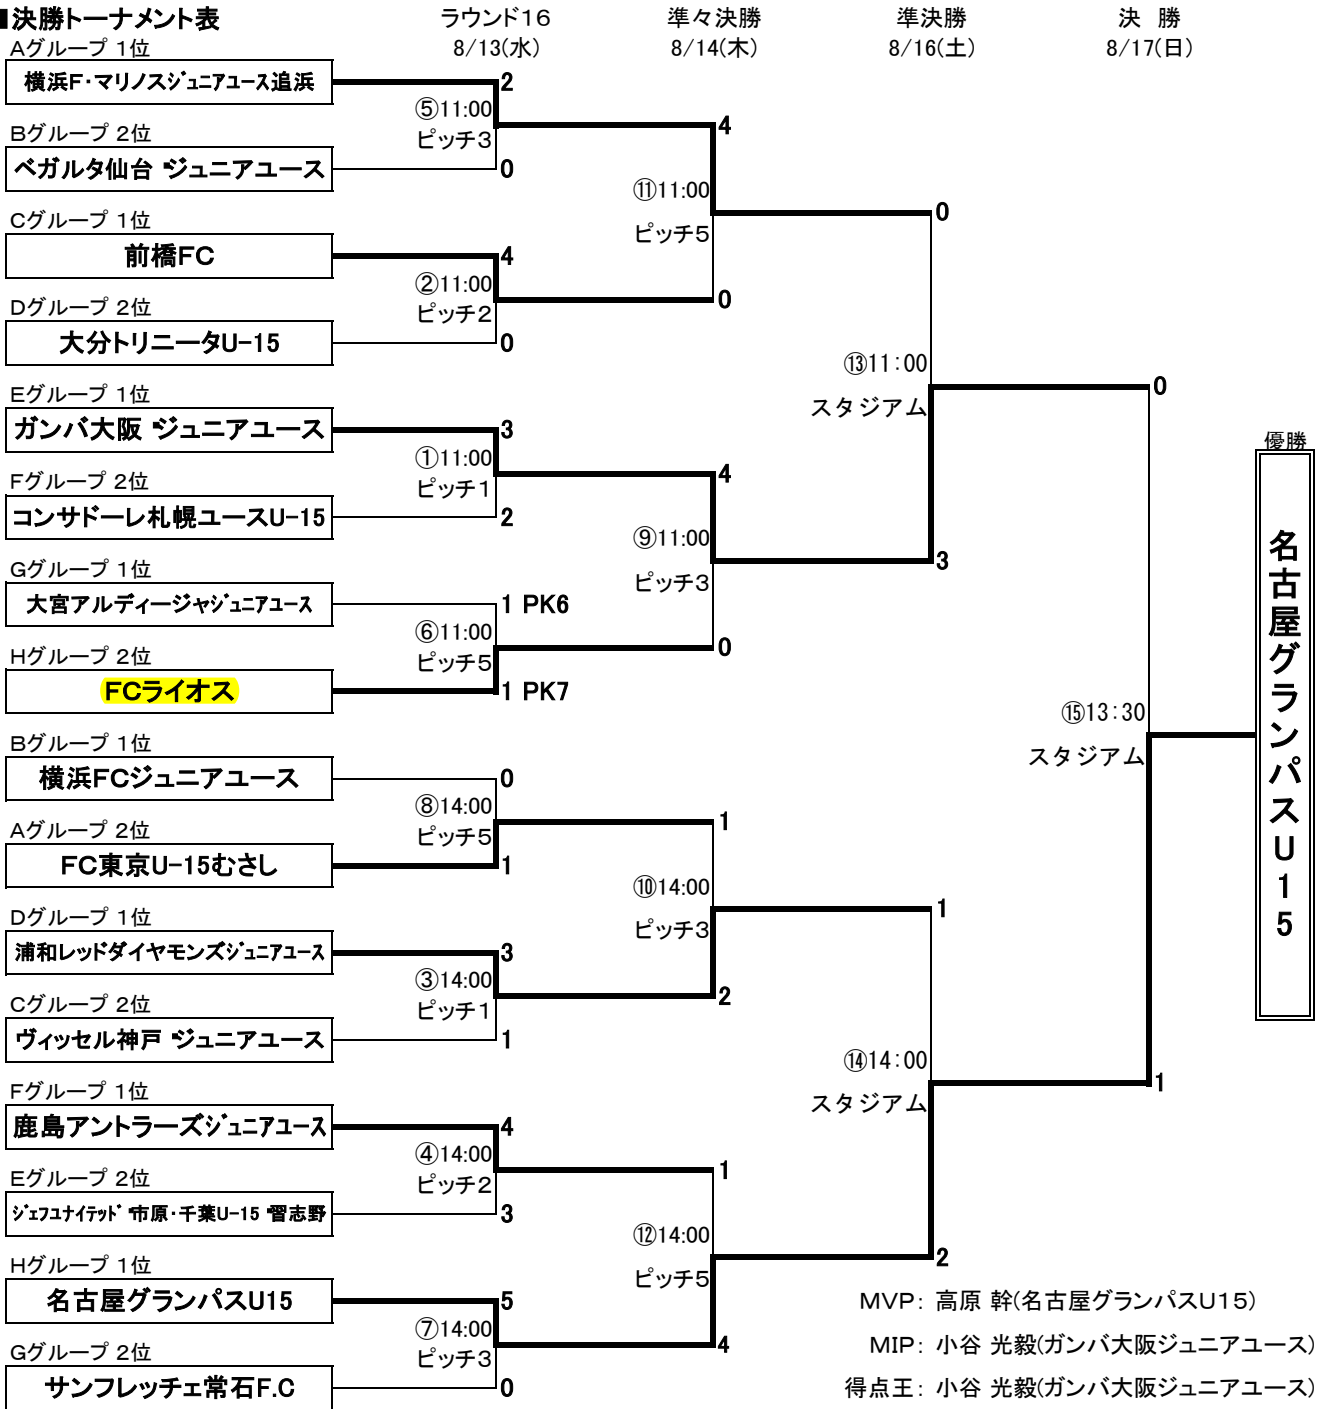 ■決勝トーナメント表
ラウンド16 準々決勝 準決勝 決 勝
8/13(水) 8/14(木) 8/16(土) 8/17(日)
Aグループ 1位
横浜F・マリノスジュニアユース追浜
2
⑤11:00
ピッチ3
4
Bグループ 2位
ベガルタ仙台 ジュニアユース
0
⑪11:00
ピッチ5
0
Cグループ 1位
前橋FC
4
②11:00
ピッチ2
0
Dグループ 2位
大分トリニータU-15
0
⑬11:00
スタジアム
0
Eグループ 1位
ガンバ大阪 ジュニアユース
3
①11:00
ピッチ1
4
Fグループ 2位
コンサドーレ札幌ユースU-15
2
⑨11:00
ピッチ3
3
Gグループ 1位
大宮アルディージャジュニアユース
1 PK6
⑥11:00
ピッチ5
0
Hグループ 2位
FCライオス
1 PK7
⑮13:30
スタジアム
優勝
名古屋グランパスU15
Bグループ 1位
横浜FCジュニアユース
0
⑧14:00
ピッチ5
1
Aグループ 2位
FC東京U-15むさし
1
⑩14:00
ピッチ3
1
Dグループ 1位
浦和レッドダイヤモンズジュニアユース
3
③14:00
ピッチ1
2
Cグループ 2位
ヴィッセル神戸 ジュニアユース
1
⑭14:00
スタジアム
1
Fグループ 1位
鹿島アントラーズジュニアユース
4
④14:00
ピッチ2
1
Eグループ 2位
ジェフユナイテッド 市原・千葉U-15 習志野
3
⑫14:00
ピッチ5
2
Hグループ 1位
名古屋グランパスU15
5
⑦14:00
ピッチ3
4
Gグループ 2位
サンフレッチェ常石F.C
0
MVP: 高原 幹(名古屋グランパスU15)
MIP: 小谷 光毅(ガンバ大阪ジュニアユース)
得点王: 小谷 光毅(ガンバ大阪ジュニアユース)